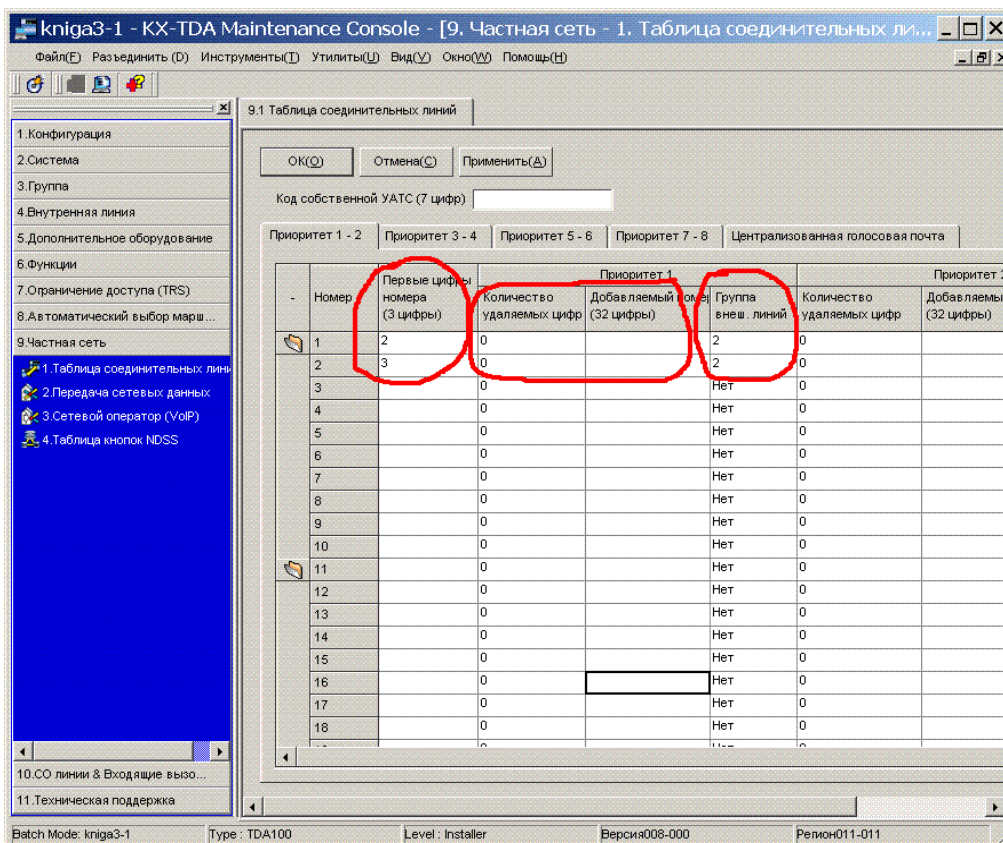 kniga3-1 - KX-TDA Maintenance Console - [9. Частная сеть - 1. Таблица соединительных ли...
Файл(F) Разъединить (D) Инструменты(T) Утилиты(U) Вид(V) Окно(W) Помощь(H)
9.1 Таблица соединительных линий
1.Конфигурация
2.Система
3.Группа
4.Внутренняя линия
5.Дополнительное оборудование
6.Функции
7.Ограничение доступа (TRS)
8.Автоматический выбор марш...
9.Частная сеть
1.Таблица соединительных лини
2.Передача сетевых данных
3.Сетевой оператор (VoIP)
4.Таблица кнопок NDSS
10.CO линии & Входящие вызо...
11.Техническая поддержка
ОК(O) Отмена(C) Применить(A)
Код собственной УАТС (7 цифр)
Приоритет 1 - 2 Приоритет 3 - 4 Приоритет 5 - 6 Приоритет 7 - 8 Централизованная голосовая почта
Приоритет 1 Приоритет 2
- Номер Первые цифры номера (3 цифры) Количество удаляемых цифр Добавляемый номер (32 цифры) Группа внеш. линий Количество удаляемых цифр Добавляемы (32 цифры)
1 2 0 2 0
2 3 0 2 0
3 0 Нет 0
4 0 Нет 0
5 0 Нет 0
6 0 Нет 0
7 0 Нет 0
8 0 Нет 0
9 0 Нет 0
10 0 Нет 0
11 0 Нет 0
12 0 Нет 0
13 0 Нет 0
14 0 Нет 0
15 0 Нет 0
16 0 Нет 0
17 0 Нет 0
18 0 Нет 0
Batch Mode: kniga3-1 Type : TDA100 Level : Installer Версия008-000 Регион011-011